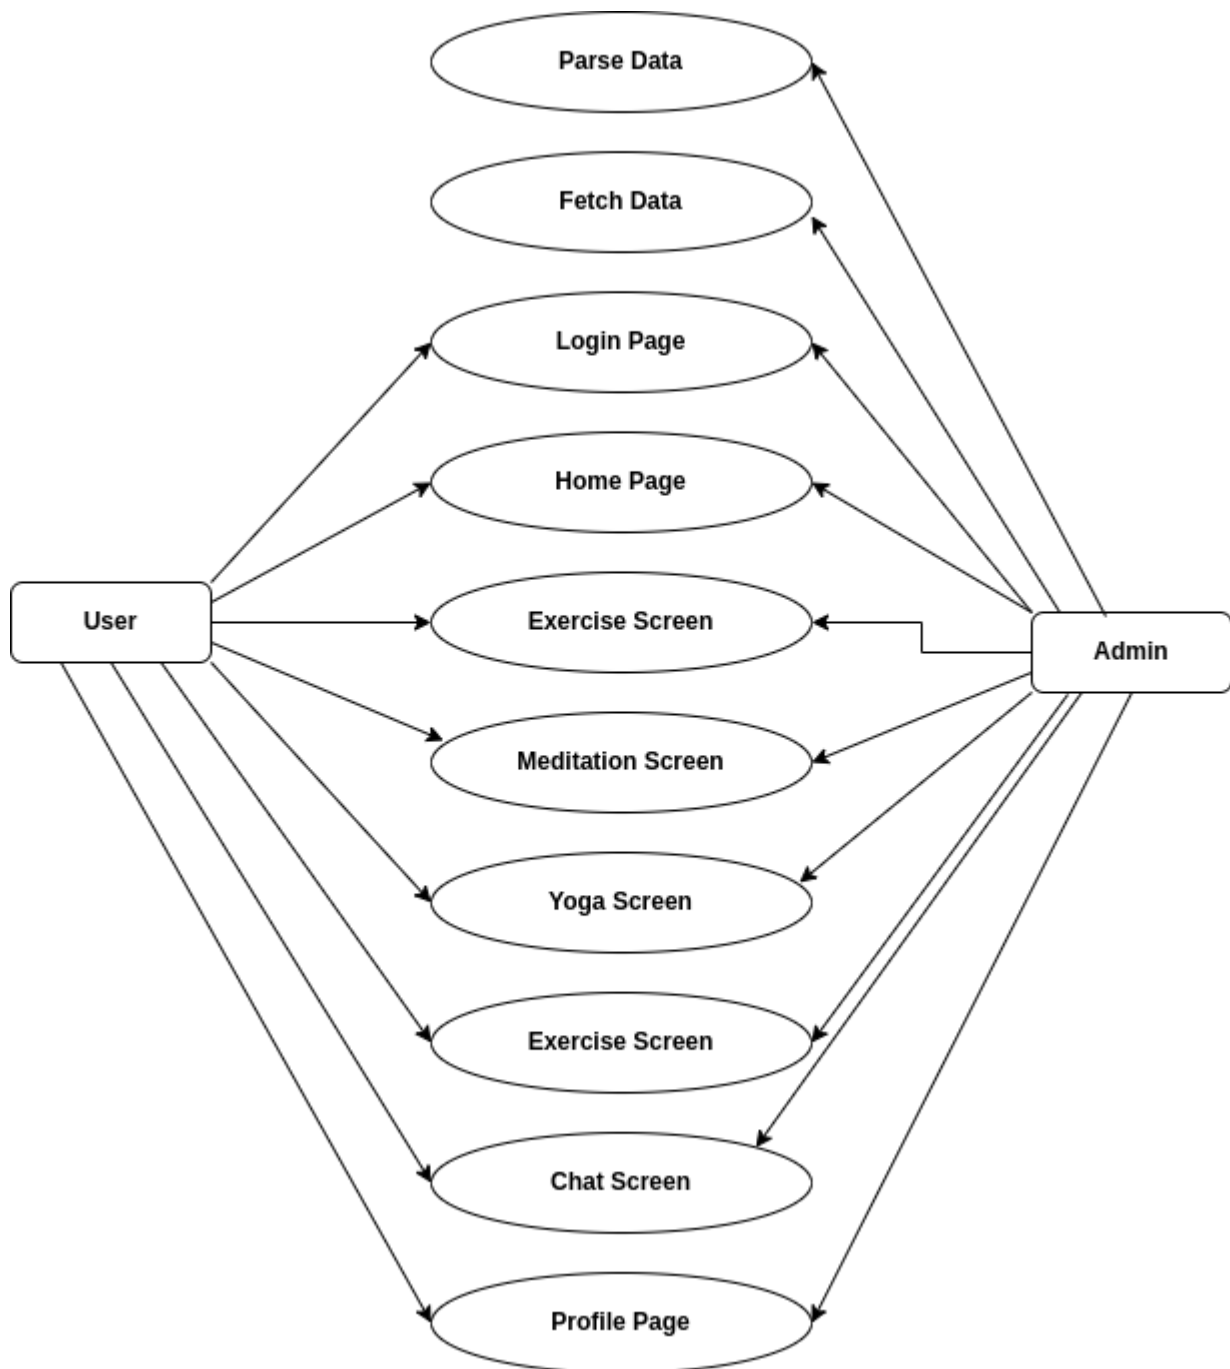 Parse Data
Fetch Data
Login Page
Home Page
Exercise Screen
User
Admin
Meditation Screen
Yoga Screen
Exercise Screen
Chat Screen
Profile Page